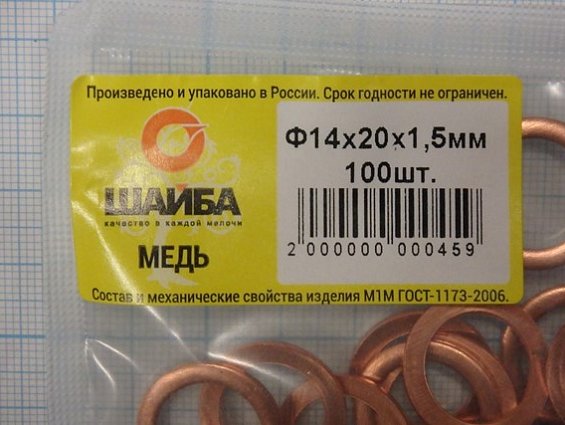 Произведено и упаковано в России. Срок годности не ограничен.
ШАЙБА
качество в каждой мелочи
МЕДЬ
Ф14х20х1,5мм
100шт.
2 000000 000459
Состав и механические свойства изделия М1М ГОСТ-1173-2006.